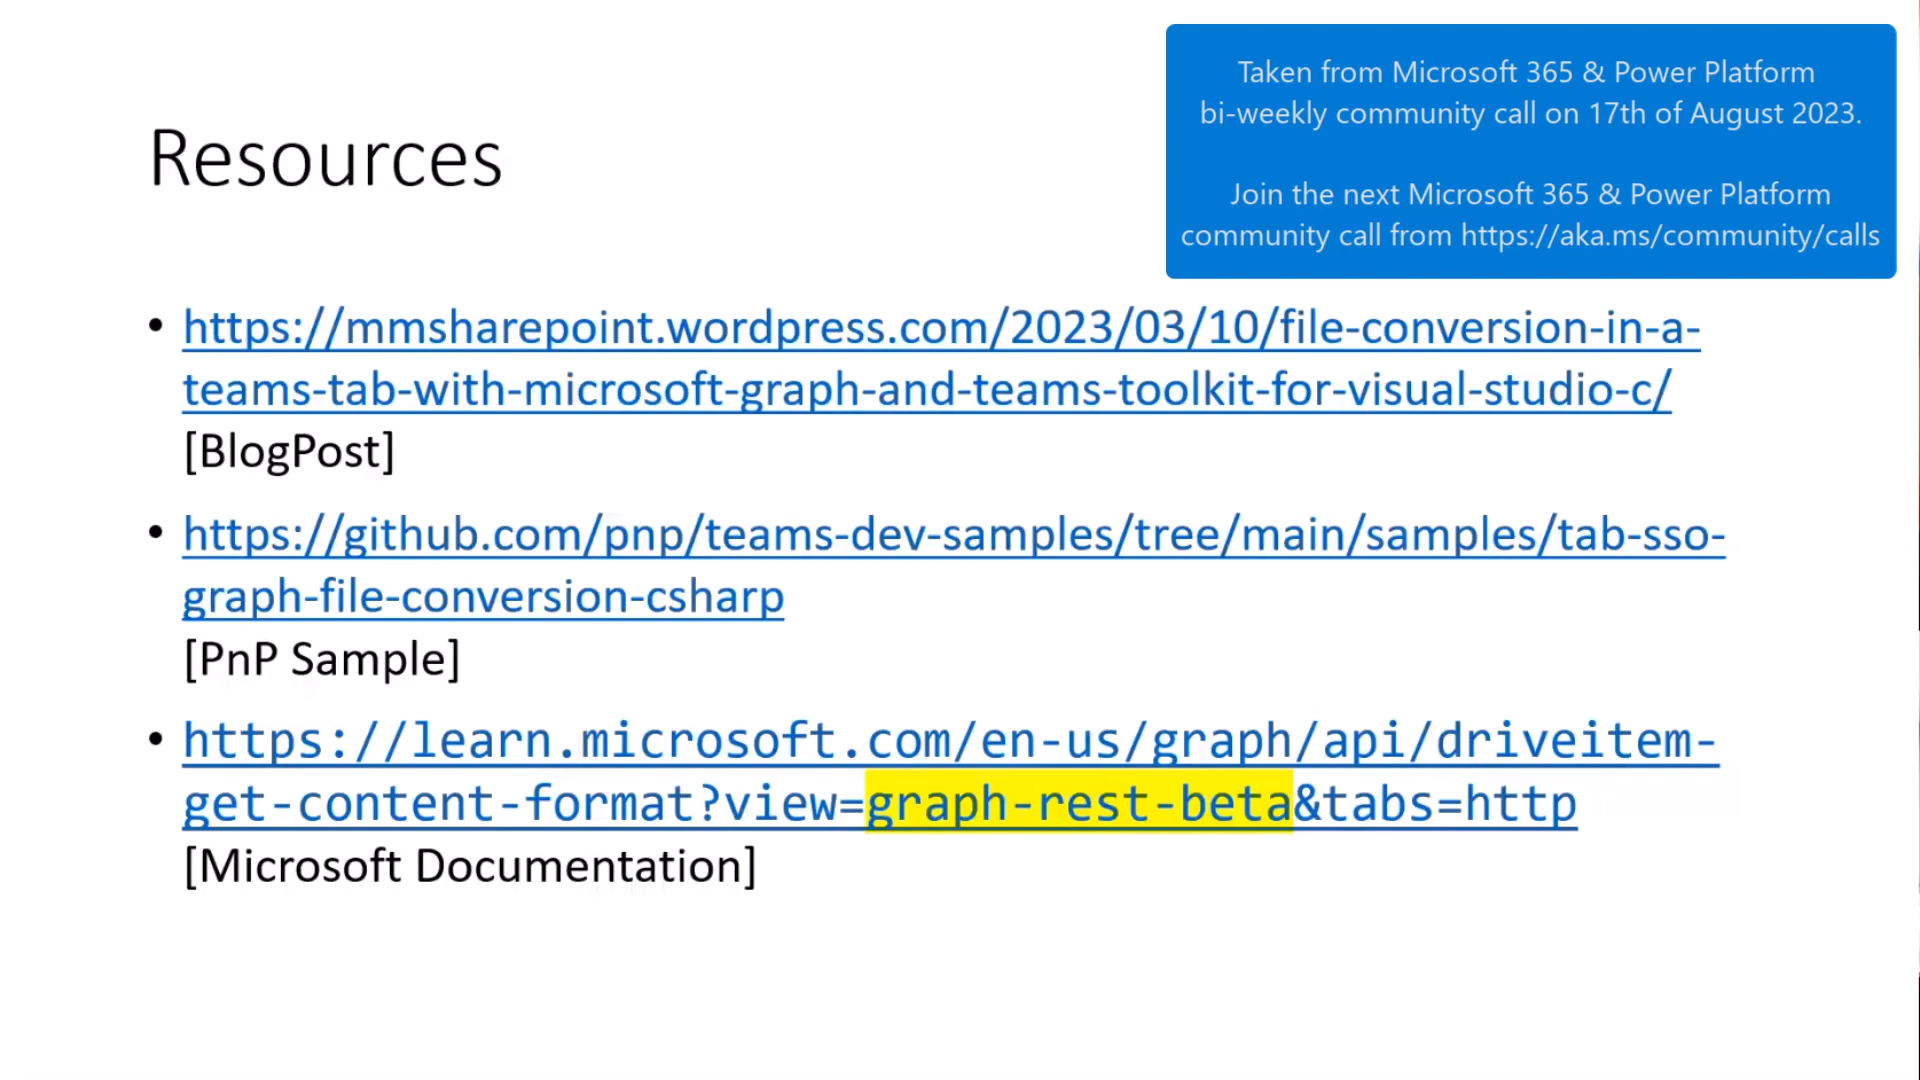 Taken from Microsoft 365 & Power Platform
bi-weekly community call on 17th of August 2023.
Join the next Microsoft 365 & Power Platform
community call from https://aka.ms/community/calls
Resources
• https://mmsharepoint.wordpress.com/2023/03/10/file-conversion-in-a-
teams-tab-with-microsoft-graph-and-teams-toolkit-for-visual-studio-c/
[BlogPost]
• https://github.com/pnp/teams-dev-samples/tree/main/samples/tab-sso-
graph-file-conversion-csharp
[PnP Sample]
• https://learn.microsoft.com/en-us/graph/api/driveitem-
get-content-format?view=graph-rest-beta&tabs=http
[Microsoft Documentation]